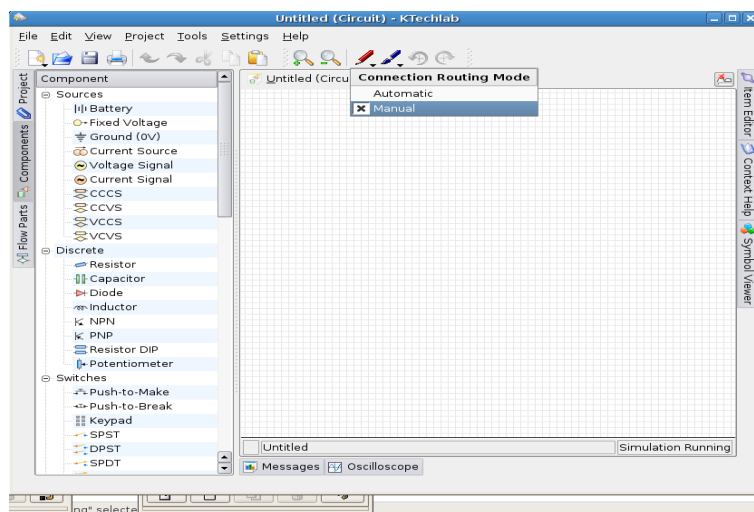 Untitled (Circuit) - KTechlab
File Edit View Project Tools Settings Help
Project
Components
Flow Parts
Component
Sources
Battery
Fixed Voltage
Ground (0V)
Current Source
Voltage Signal
Current Signal
CCCS
CCVS
VCCS
VCVS
Discrete
Resistor
Capacitor
Diode
Inductor
NPN
PNP
Resistor DIP
Potentiometer
Switches
Push-to-Make
Push-to-Break
Keypad
SPST
DPST
SPDT
Untitled (Circu
Connection Routing Mode
Automatic
Manual
Item Editor
Context Help
Symbol Viewer
Untitled
Simulation Running
Messages Oscilloscope
ng" selecte